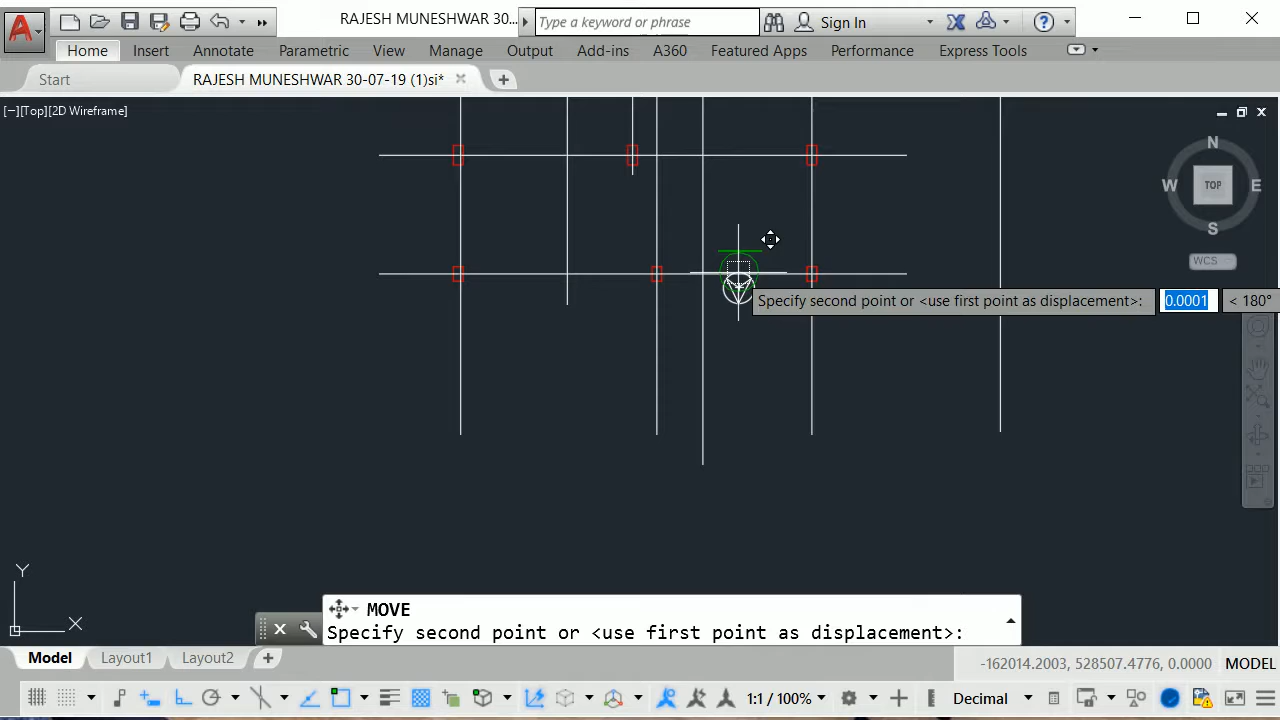 RAJESH MUNESHWAR 30-...
Type a keyword or phrase
Sign In
Home Insert Annotate Parametric View Manage Output Add-ins A360 Featured Apps Performance Express Tools
Start
RAJESH MUNESHWAR 30-07-19 (1)si*
[−][Top][2D Wireframe]
N
W TOP E
S
WCS
Specify second point or <use first point as displacement>: 0.0001 < 180°
Y
X
MOVE
Specify second point or <use first point as displacement>:
Model Layout1 Layout2
-162014.2003, 528507.4776, 0.0000 MODEL
1:1 / 100% Decimal